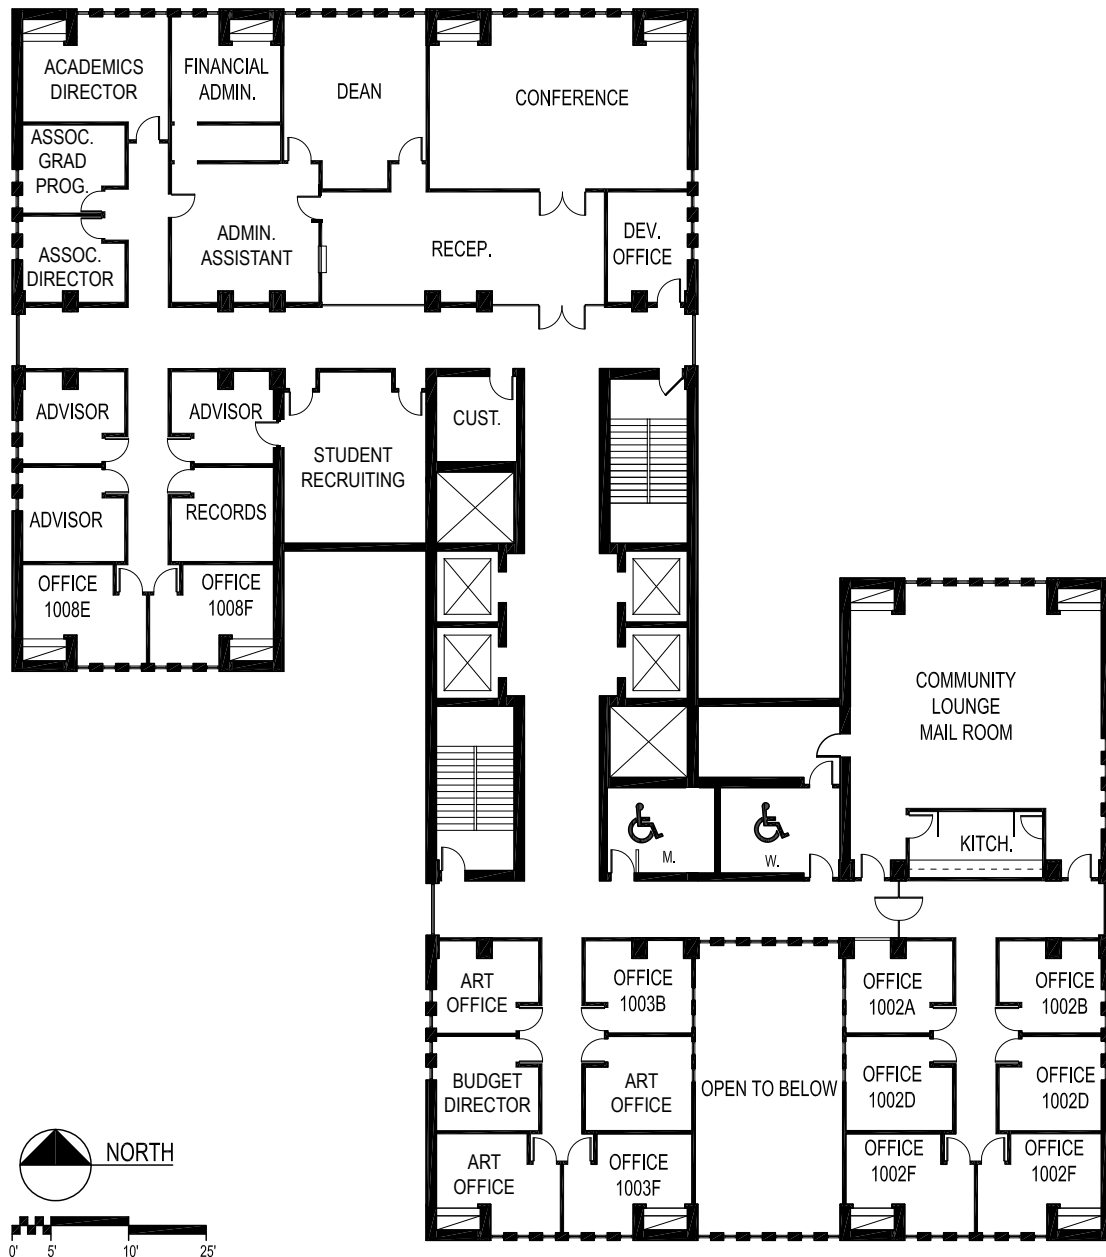 ACADEMICS
DIRECTOR
FINANCIAL
ADMIN.
DEAN
CONFERENCE
ASSOC.
GRAD
PROG.
ADMIN.
ASSISTANT
RECEP.
DEV.
OFFICE
ASSOC.
DIRECTOR
ADVISOR
ADVISOR
CUST.
STUDENT
RECRUITING
ADVISOR
RECORDS
OFFICE
1008E
OFFICE
1008F
COMMUNITY
LOUNGE
MAIL ROOM
KITCH.
M.
W.
ART
OFFICE
OFFICE
1003B
OFFICE
1002A
OFFICE
1002B
BUDGET
DIRECTOR
ART
OFFICE
OPEN TO BELOW
OFFICE
1002D
OFFICE
1002D
ART
OFFICE
OFFICE
1003F
OFFICE
1002F
OFFICE
1002F
NORTH
0' 5' 10' 25'